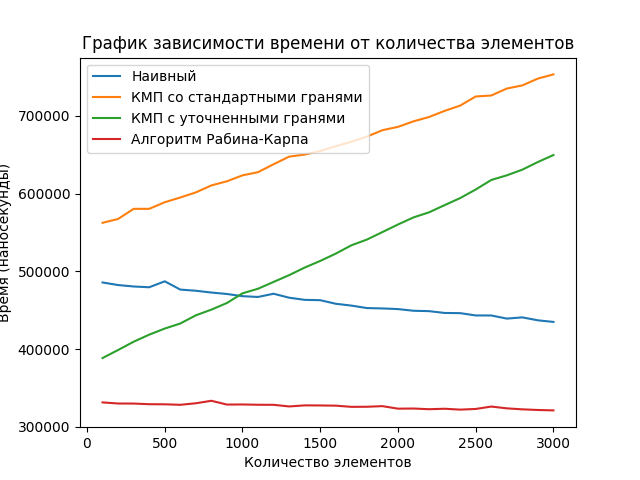 График зависимости времени от количества элементов
Наивный
КМП со стандартными гранями
КМП с уточненными гранями
Алгоритм Рабина-Карпа
700000
600000
500000
400000
300000
Время (наносекунды)
0 500 1000 1500 2000 2500 3000
Количество элементов